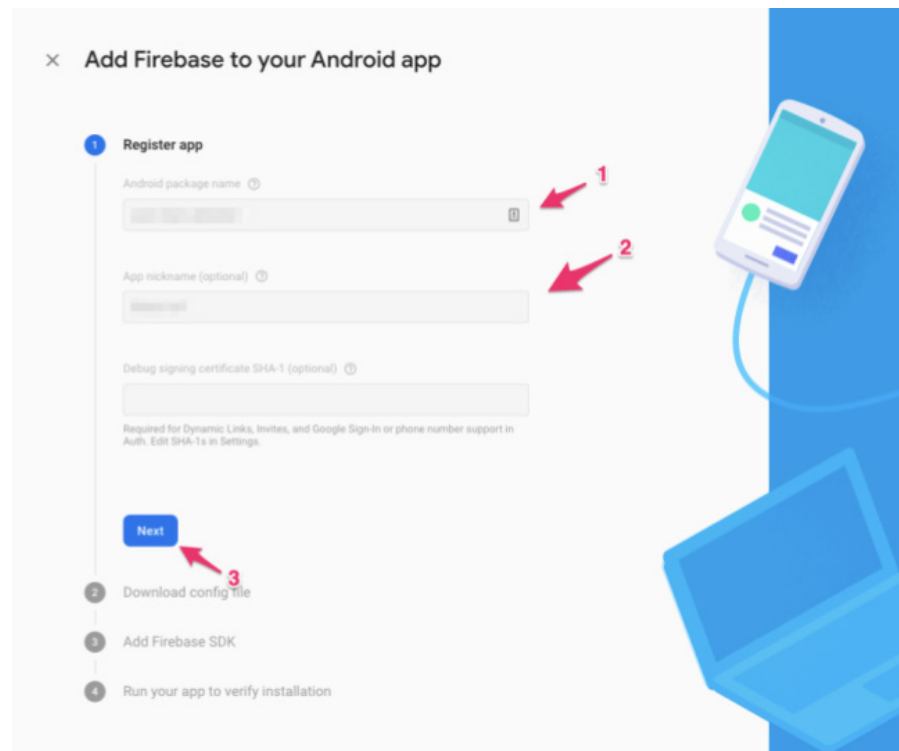 Add Firebase to your Android app
1 Register app
Android package name
1
App nickname (optional)
2
Debug signing certificate SHA-1 (optional)
Required for Dynamic Links, Invites, and Google Sign-In or phone number support in
Auth. Edit SHA-1s in Settings.
Next
3
2 Download config file
3 Add Firebase SDK
4 Run your app to verify installation